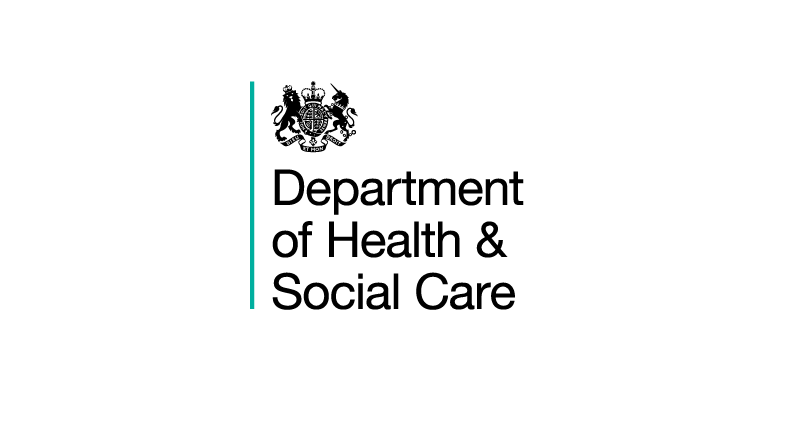 Department
of Health &
Social Care